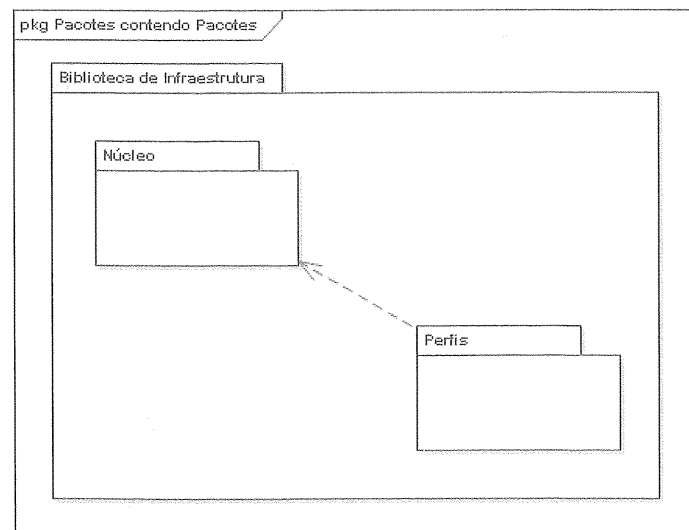 pkg Pacotes contendo Pacotes
Biblioteca de Infraestrutura
Núcleo
Perfis